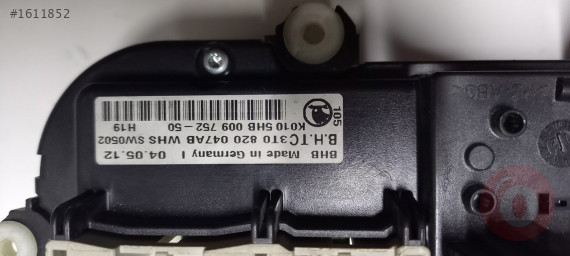 #1611852
BHB Made in Germany I 04.05.12
B.H.T.C3T0 820 047AB WHS SW0502
K010 5HB 009 752-50
H19
105